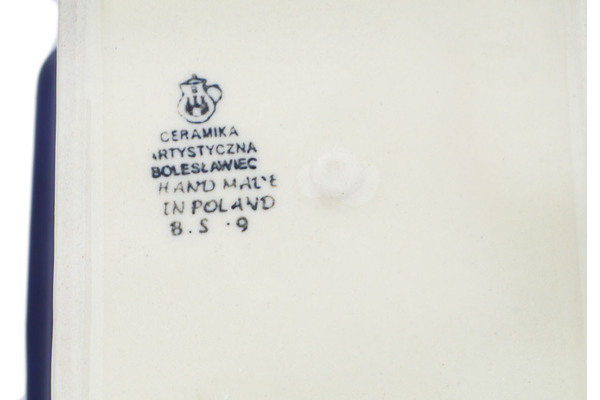 CERAMIKA
ARTYSTYCZNA
BOLESŁAWIEC
HAND MADE
IN POLAND
B.S.9